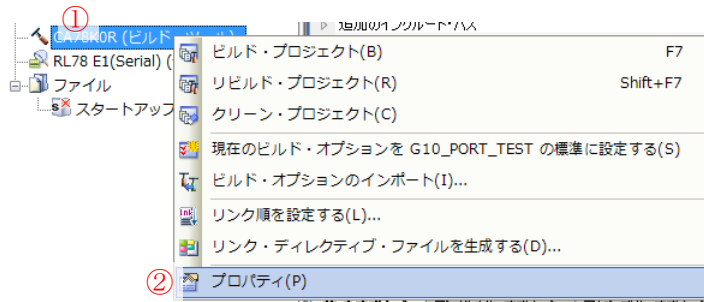 ①
追加のインクルード・パス
CA78K0R (ビルド・ツール)
RL78 E1(Serial) (
ファイル
スタートアップ
ビルド・プロジェクト(B) F7
リビルド・プロジェクト(R) Shift+F7
クリーン・プロジェクト(C)
現在のビルド・オプションを G10_PORT_TEST の標準に設定する(S)
ビルド・オプションのインポート(I)...
リンク順を設定する(L)...
リンク・ディレクティブ・ファイルを生成する(D)...
② プロパティ(P)